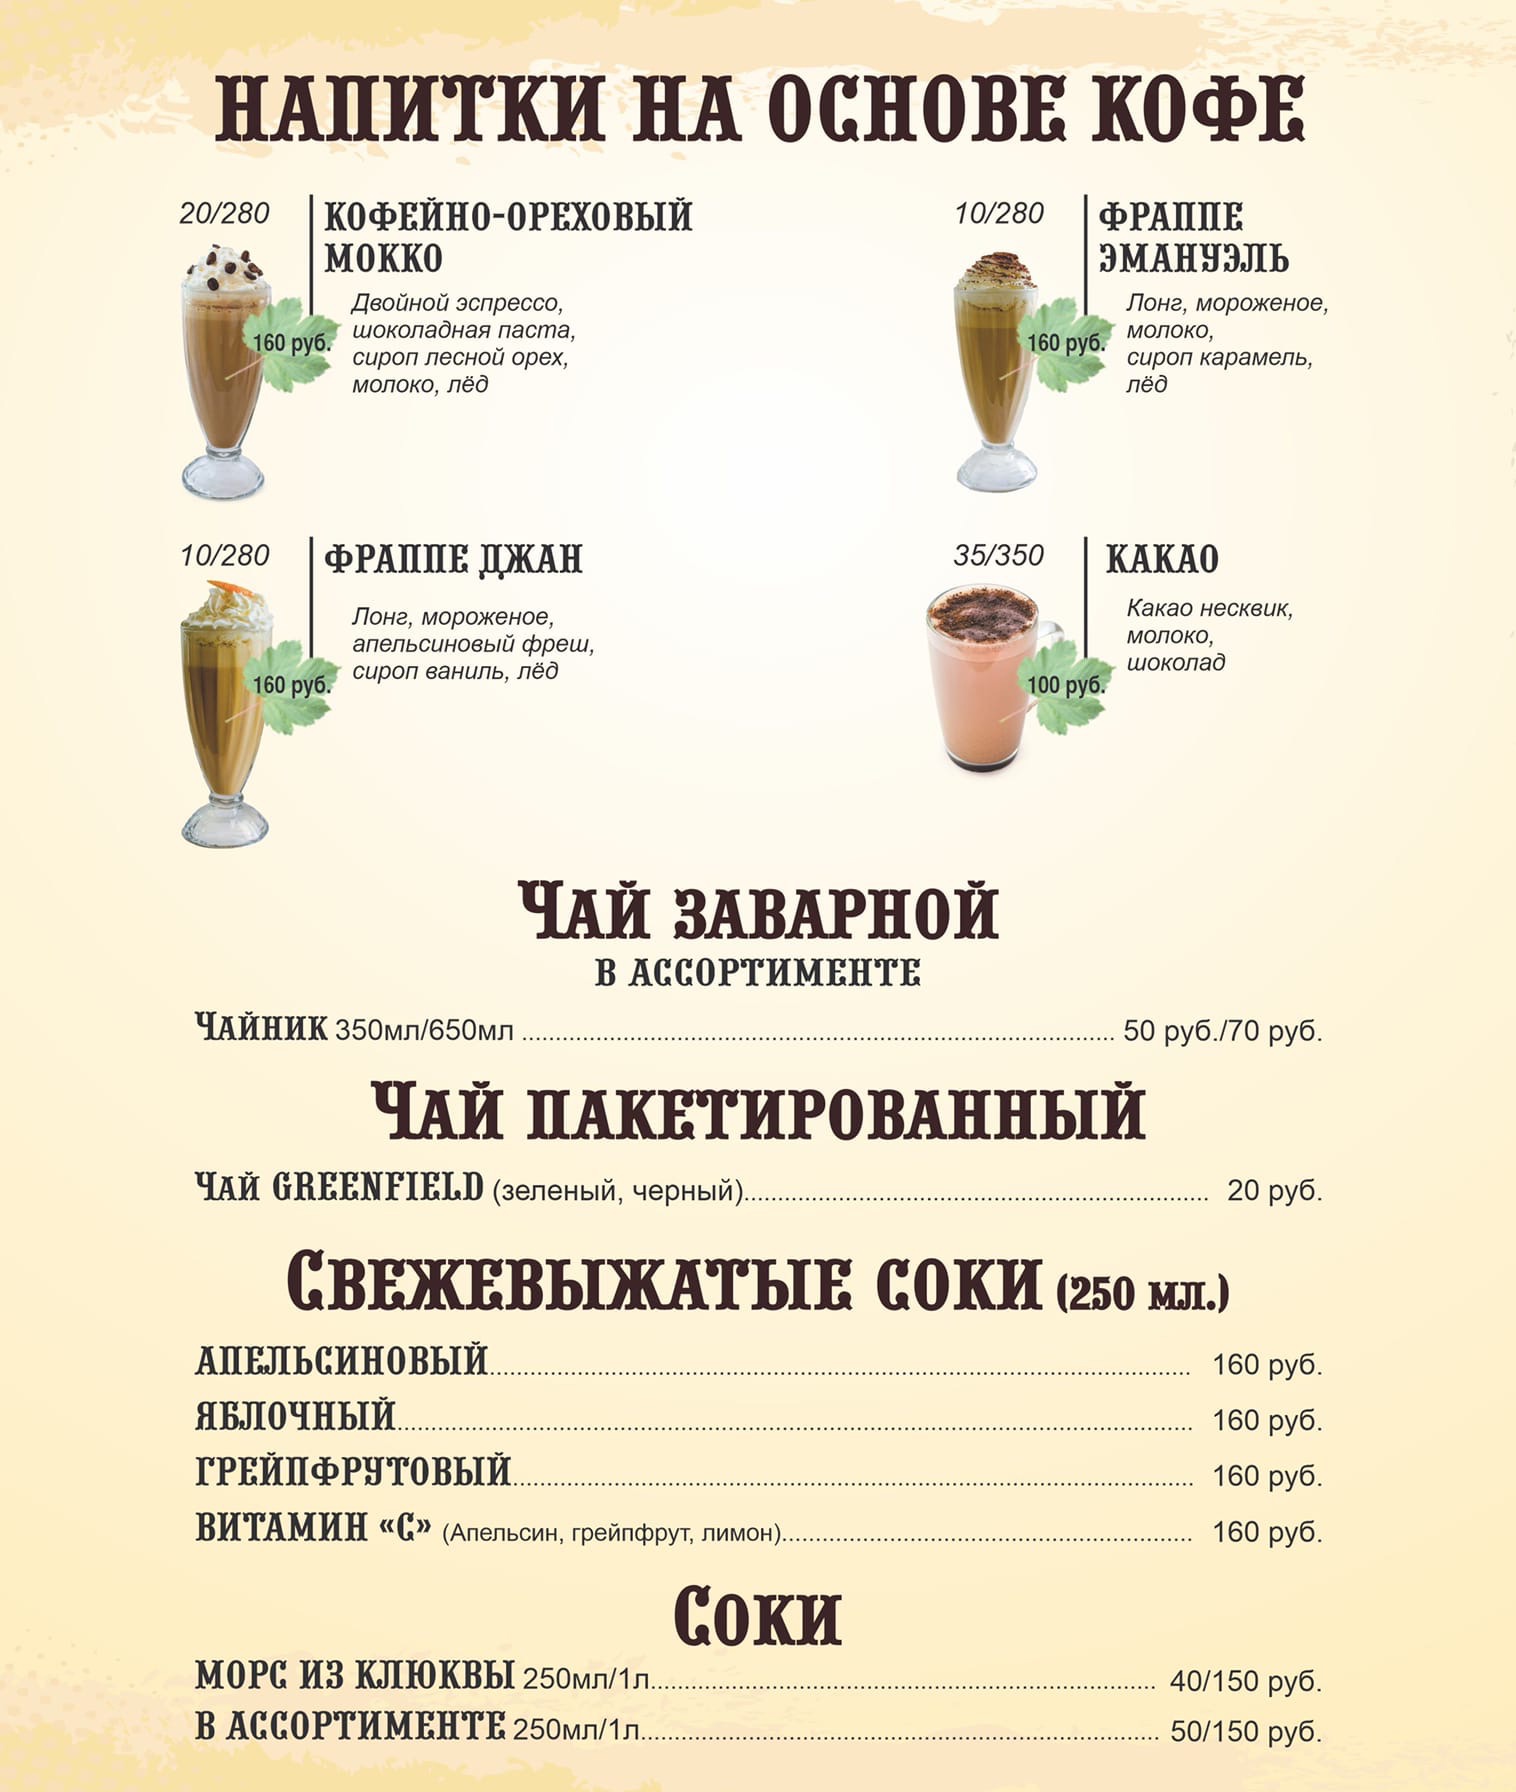 НАПИТКИ НА ОСНОВЕ КОФЕ
20/280
КОФЕЙНО-ОРЕХОВЫЙ
МОККО
Двойной эспрессо,
шоколадная паста,
сироп лесной орех,
молоко, лёд
160 руб.
10/280
ФРАППЕ
ЭМАНУЭЛЬ
Лонг, мороженое,
молоко,
сироп карамель,
лёд
160 руб.
10/280
ФРАППЕ ДЖАН
Лонг, мороженое,
апельсиновый фреш,
сироп ваниль, лёд
160 руб.
35/350
КАКАО
Какао несквик,
молоко,
шоколад
100 руб.
ЧАЙ ЗАВАРНОЙ
В АССОРТИМЕНТЕ
ЧАЙНИК 350мл/650мл ........ 50 руб./70 руб.
ЧАЙ ПАКЕТИРОВАННЫЙ
ЧАЙ GREENFIELD (зеленый, черный)........ 20 руб.
СВЕЖЕВЫЖАТЫЕ СОКИ (250 МЛ.)
АПЕЛЬСИНОВЫЙ........ 160 руб.
ЯБЛОЧНЫЙ........ 160 руб.
ГРЕЙПФРУТОВЫЙ........ 160 руб.
ВИТАМИН «С» (Апельсин, грейпфрут, лимон)........ 160 руб.
СОКИ
МОРС ИЗ КЛЮКВЫ 250мл/1л........ 40/150 руб.
В АССОРТИМЕНТЕ 250мл/1л........ 50/150 руб.